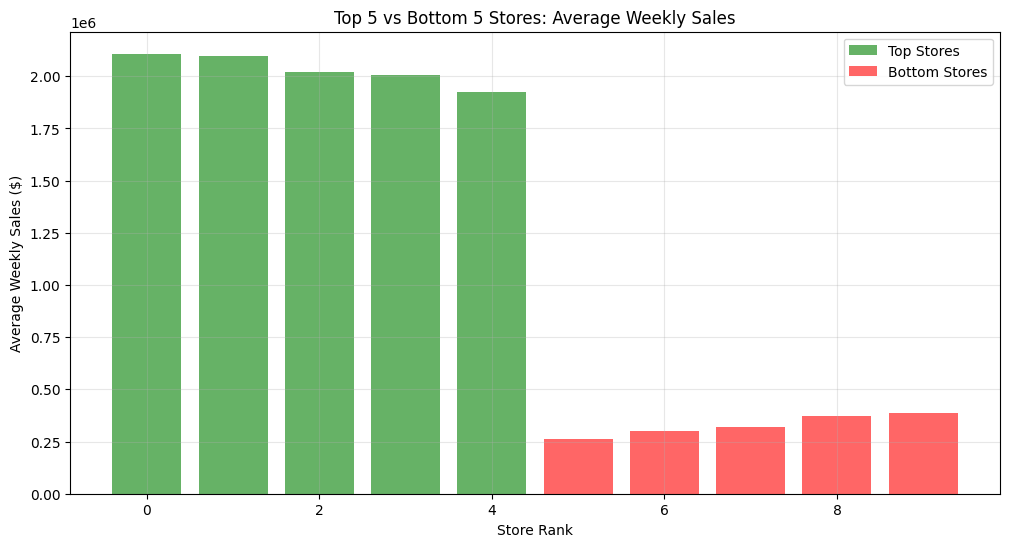 Top 5 vs Bottom 5 Stores: Average Weekly Sales
1e6
Top Stores
Bottom Stores
Average Weekly Sales ($)
2.00
1.75
1.50
1.25
1.00
0.75
0.50
0.25
0.00
0 2 4 6 8
Store Rank